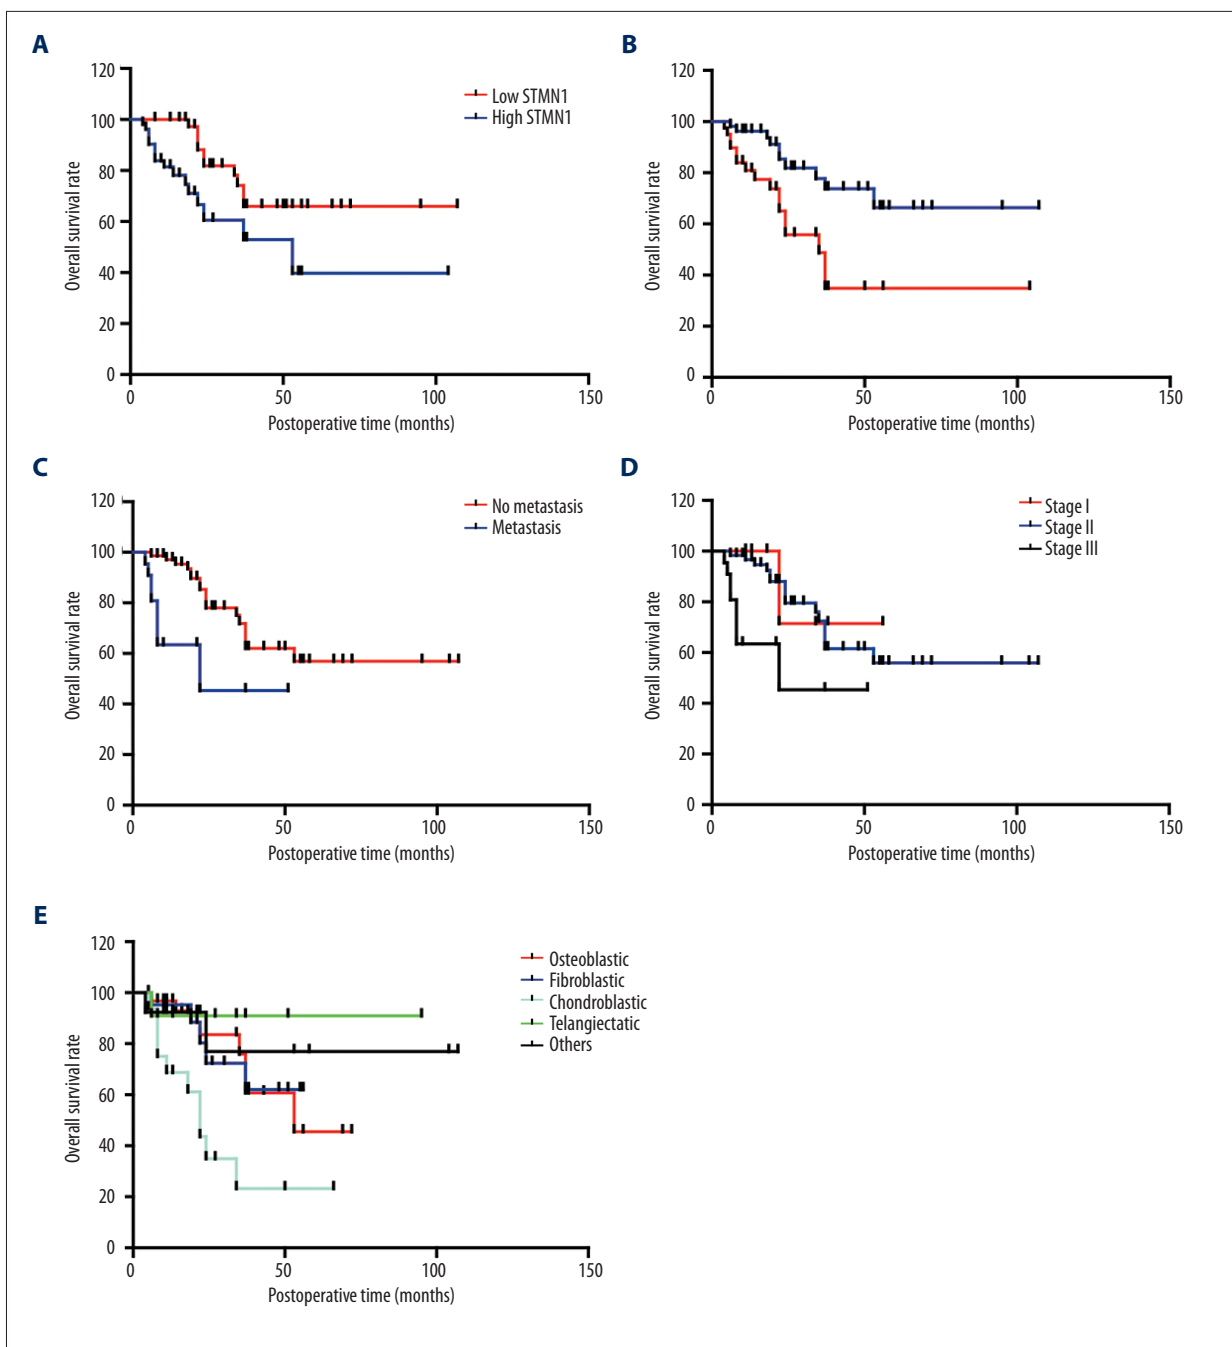 A
120
100
80
60
40
20
0
0
50
100
150
Overall survival rate
Postoperative time (months)
Low STMN1
High STMN1
B
120
100
80
60
40
20
0
0
50
100
150
Overall survival rate
Postoperative time (months)
C
120
100
80
60
40
20
0
0
50
100
150
Overall survival rate
Postoperative time (months)
No metastasis
Metastasis
D
120
100
80
60
40
20
0
0
50
100
150
Overall survival rate
Postoperative time (months)
Stage I
Stage II
Stage III
E
120
100
80
60
40
20
0
0
50
100
150
Overall survival rate
Postoperative time (months)
Osteoblastic
Fibroblastic
Chondroblastic
Telangiectatic
Others